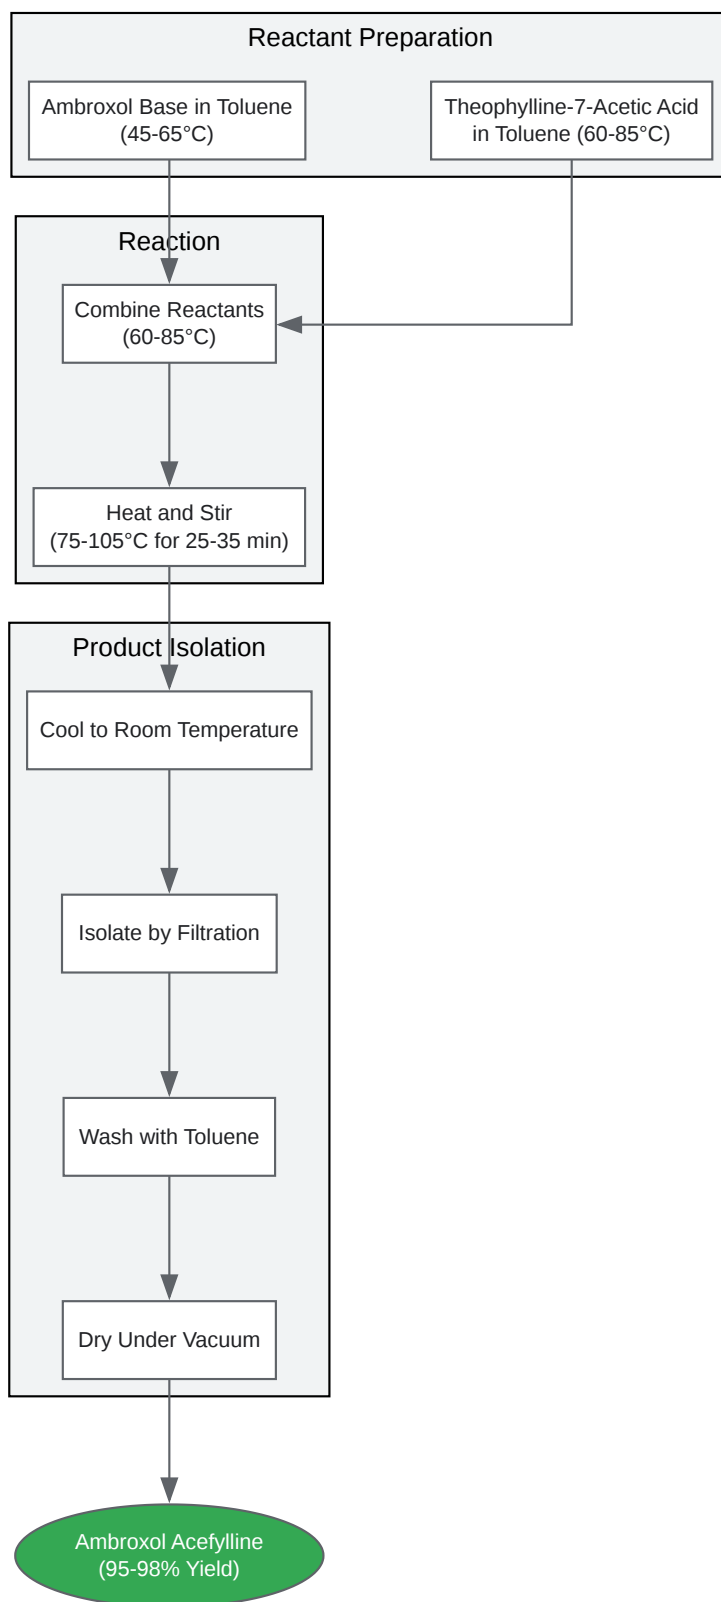 Reactant Preparation
Ambroxol Base in Toluene
(45-65°C)
Theophylline-7-Acetic Acid
in Toluene (60-85°C)
Reaction
Combine Reactants
(60-85°C)
Heat and Stir
(75-105°C for 25-35 min)
Product Isolation
Cool to Room Temperature
Isolate by Filtration
Wash with Toluene
Dry Under Vacuum
Ambroxol Acefylline
(95-98% Yield)